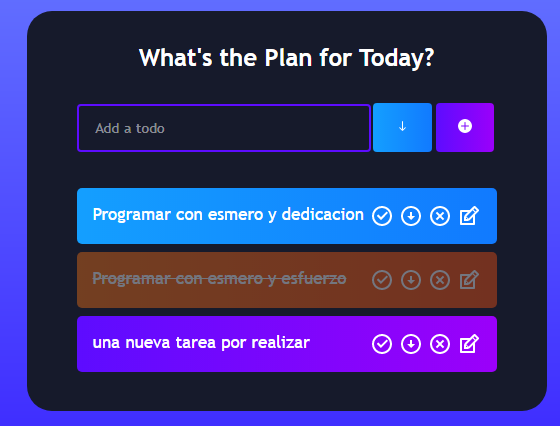 What's the Plan for Today?
Add a todo
Programar con esmero y dedicacion
Programar con esmero y esfuerzo
una nueva tarea por realizar